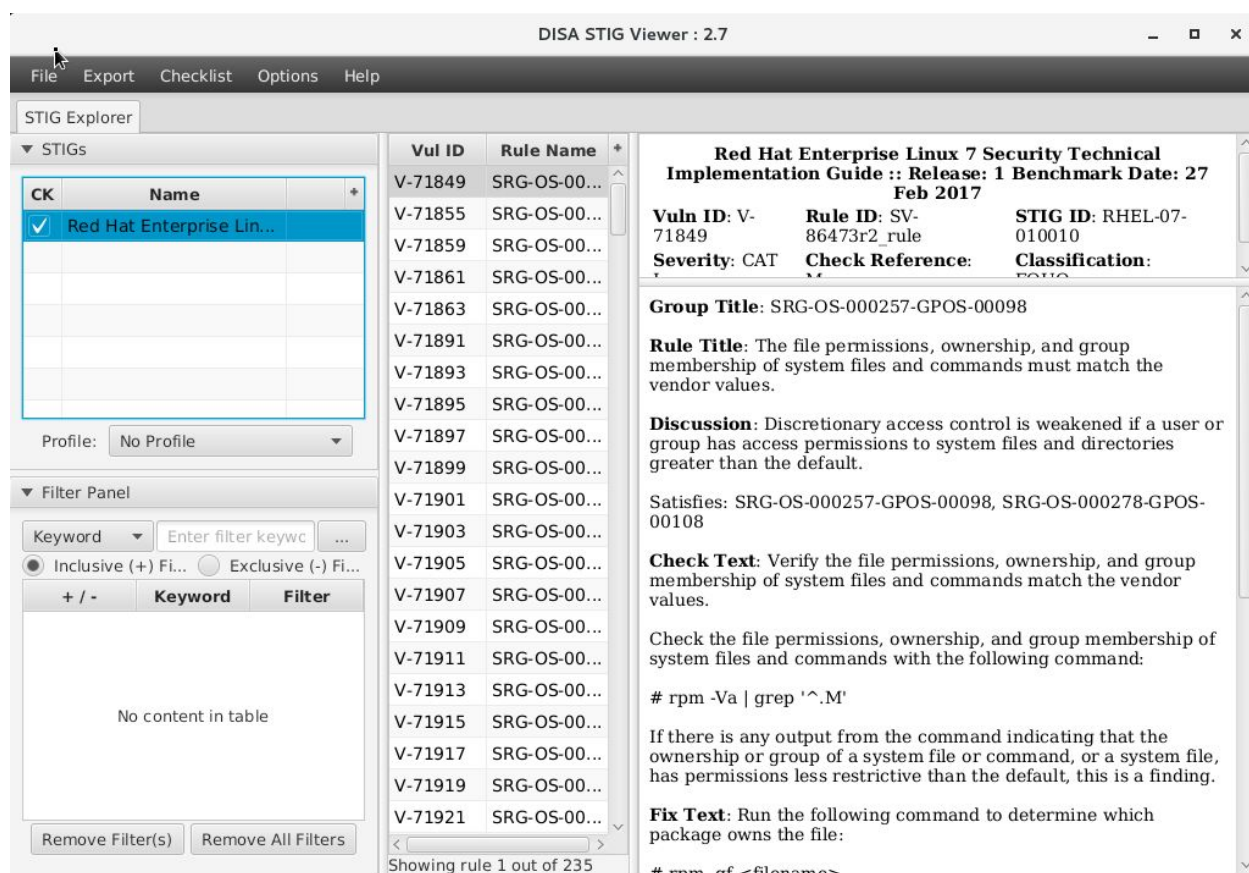 DISA STIG Viewer : 2.7
File Export Checklist Options Help
STIG Explorer
STIGs
CK Name +
Red Hat Enterprise Lin...
Profile: No Profile
Filter Panel
Keyword Enter filter keywc ...
Inclusive (+) Fi... Exclusive (-) Fi...
+ / - Keyword Filter
No content in table
Remove Filter(s) Remove All Filters
Vul ID Rule Name +
V-71849 SRG-OS-00...
V-71855 SRG-OS-00...
V-71859 SRG-OS-00...
V-71861 SRG-OS-00...
V-71863 SRG-OS-00...
V-71891 SRG-OS-00...
V-71893 SRG-OS-00...
V-71895 SRG-OS-00...
V-71897 SRG-OS-00...
V-71899 SRG-OS-00...
V-71901 SRG-OS-00...
V-71903 SRG-OS-00...
V-71905 SRG-OS-00...
V-71907 SRG-OS-00...
V-71909 SRG-OS-00...
V-71911 SRG-OS-00...
V-71913 SRG-OS-00...
V-71915 SRG-OS-00...
V-71917 SRG-OS-00...
V-71919 SRG-OS-00...
V-71921 SRG-OS-00...
Showing rule 1 out of 235
Red Hat Enterprise Linux 7 Security Technical
Implementation Guide :: Release: 1 Benchmark Date: 27
Feb 2017
Vuln ID: V- Rule ID: SV- STIG ID: RHEL-07-
71849 86473r2_rule 010010
Severity: CAT Check Reference: Classification:
Group Title: SRG-OS-000257-GPOS-00098
Rule Title: The file permissions, ownership, and group
membership of system files and commands must match the
vendor values.
Discussion: Discretionary access control is weakened if a user or
group has access permissions to system files and directories
greater than the default.
Satisfies: SRG-OS-000257-GPOS-00098, SRG-OS-000278-GPOS-
00108
Check Text: Verify the file permissions, ownership, and group
membership of system files and commands match the vendor
values.
Check the file permissions, ownership, and group membership of
system files and commands with the following command:
# rpm -Va | grep '^.M'
If there is any output from the command indicating that the
ownership or group of a system file or command, or a system file,
has permissions less restrictive than the default, this is a finding.
Fix Text: Run the following command to determine which
package owns the file:
# rpm -qf <filename>